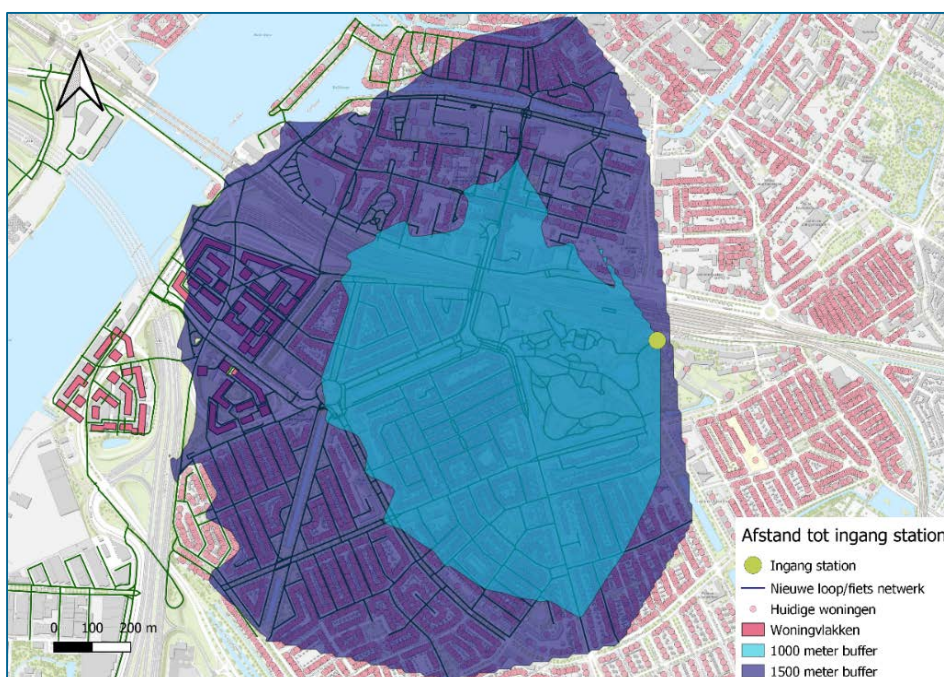 Afstand tot ingang station
Ingang station
Nieuwe loop/fiets netwerk
Huidige woningen
Woningvlakken
1000 meter buffer
1500 meter buffer
0 100 200 m